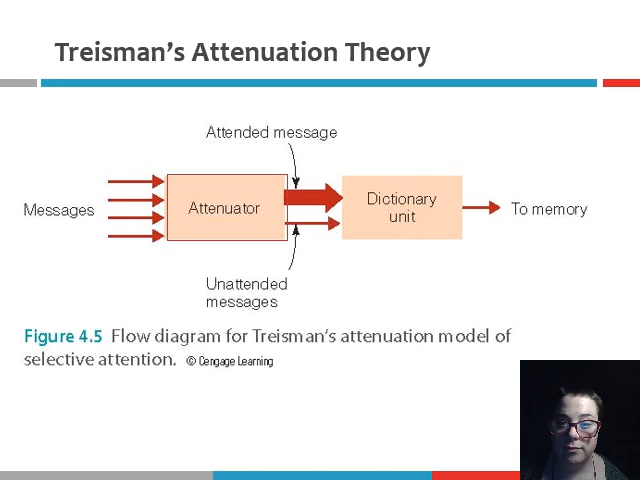 Treisman’s Attenuation Theory
Attended message
Messages
Attenuator
Dictionary
unit
To memory
Unattended
messages
Figure 4.5 Flow diagram for Treisman’s attenuation model of
selective attention. © Cengage Learning